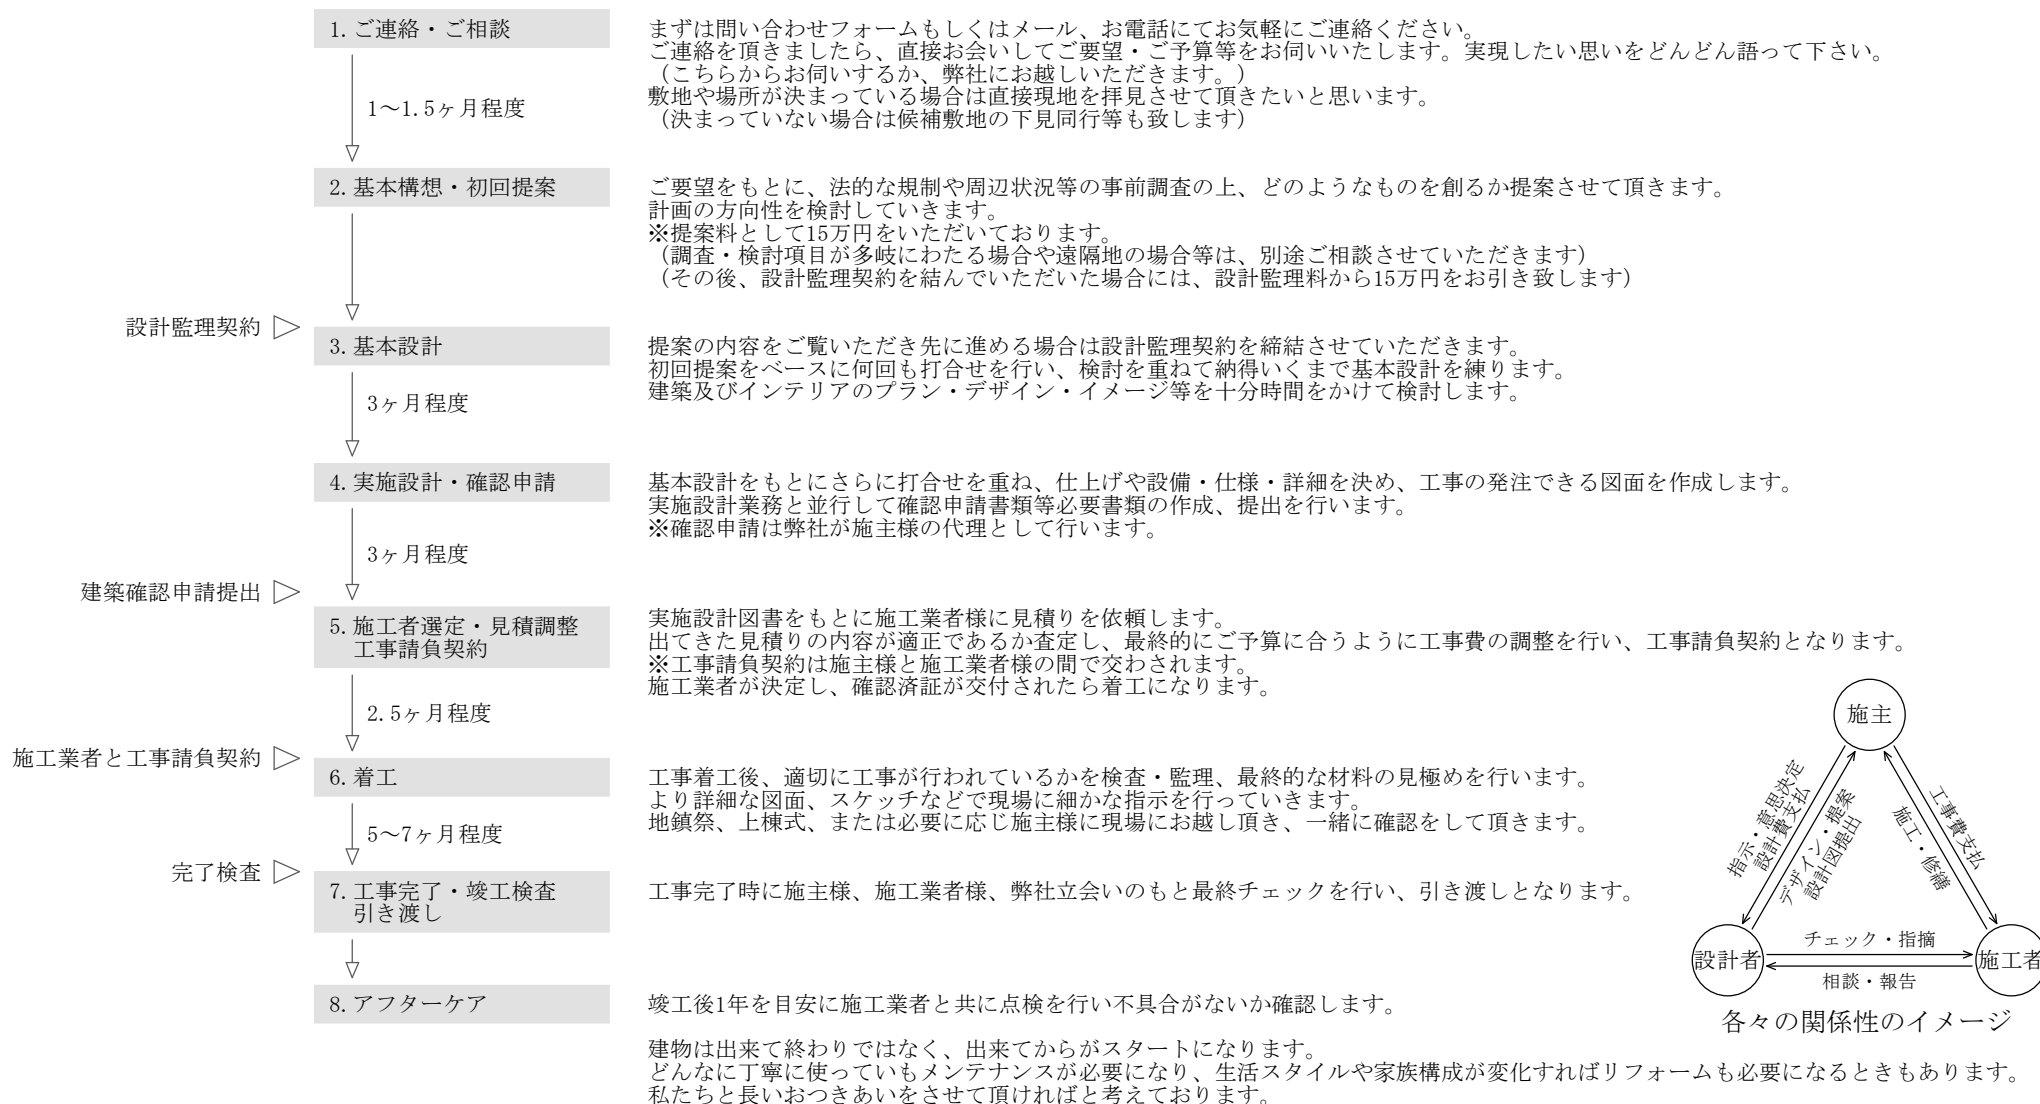 1. ご連絡・ご相談
まずは問い合わせフォームもしくはメール、お電話にてお気軽にご連絡ください。
ご連絡を頂きましたら、直接お会いしてご要望・ご予算等をお伺いいたします。実現したい思いをどんどん語って下さい。
（こちらからお伺いするか、弊社にお越しいただきます。）
敷地や場所が決まっている場合は直接現地を拝見させて頂きたいと思います。
（決まっていない場合は候補敷地の下見同行等も致します）
1〜1.5ヶ月程度
2. 基本構想・初回提案
ご要望をもとに、法的な規制や周辺状況等の事前調査の上、どのようなものを創るか提案させて頂きます。
計画の方向性を検討していきます。
※提案料として15万円をいただいております。
（調査・検討項目が多岐にわたる場合や遠隔地の場合等は、別途ご相談させていただきます）
（その後、設計監理契約を結んでいただいた場合には、設計監理料から15万円をお引き致します）
設計監理契約
3. 基本設計
提案の内容をご覧いただき先に進める場合は設計監理契約を締結させていただきます。
初回提案をベースに何回も打合せを行い、検討を重ねて納得いくまで基本設計を練ります。
建築及びインテリアのプラン・デザイン・イメージ等を十分時間をかけて検討します。
3ヶ月程度
4. 実施設計・確認申請
基本設計をもとにさらに打合せを重ね、仕上げや設備・仕様・詳細を決め、工事の発注できる図面を作成します。
実施設計業務と並行して確認申請書類等必要書類の作成、提出を行います。
※確認申請は弊社が施主様の代理として行います。
3ヶ月程度
建築確認申請提出
5. 施工者選定・見積調整
工事請負契約
実施設計図書をもとに施工業者様に見積りを依頼します。
出てきた見積りの内容が適正であるか査定し、最終的にご予算に合うように工事費の調整を行い、工事請負契約となります。
※工事請負契約は施主様と施工業者様の間で交わされます。
施工業者が決定し、確認済証が交付されたら着工になります。
2.5ヶ月程度
施工業者と工事請負契約
6. 着工
工事着工後、適切に工事が行われているかを検査・監理、最終的な材料の見極めを行います。
より詳細な図面、スケッチなどで現場に細かな指示を行っていきます。
地鎮祭、上棟式、または必要に応じ施主様に現場にお越し頂き、一緒に確認をして頂きます。
5〜7ヶ月程度
完了検査
7. 工事完了・竣工検査
引き渡し
工事完了時に施主様、施工業者様、弊社立会いのもと最終チェックを行い、引き渡しとなります。
8. アフターケア
竣工後1年を目安に施工業者と共に点検を行い不具合がないか確認します。
建物は出来て終わりではなく、出来てからがスタートになります。
どんなに丁寧に使っていもメンテナンスが必要になり、生活スタイルや家族構成が変化すればリフォームも必要になるときもあります。
私たちと長いおつきあいをさせて頂ければと考えております。
施主
指示・意思決定
設計費支払
デザイン・提案
設計図提出
施工・修繕
工事費支払
設計者
チェック・指摘
相談・報告
施工者
各々の関係性のイメージ